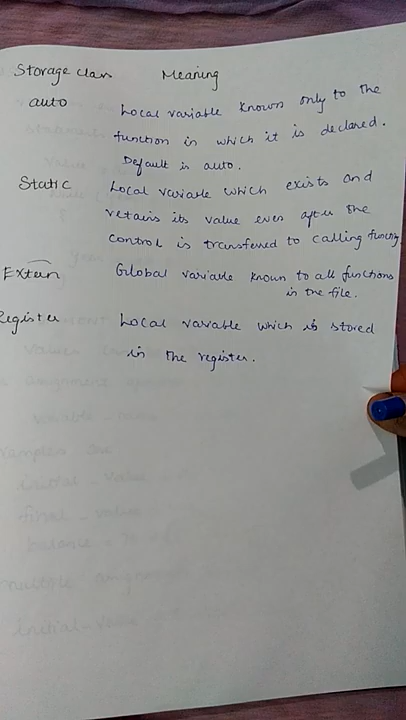 Storage class Meaning
auto Local variable known only to the
function in which it is declared.
Default is auto.
Static Local variable which exists and
retains its value even after the
control is transferred to calling function.
Extern Global variable known to all functions
in the file.
Register Local variable which is stored
in the register.